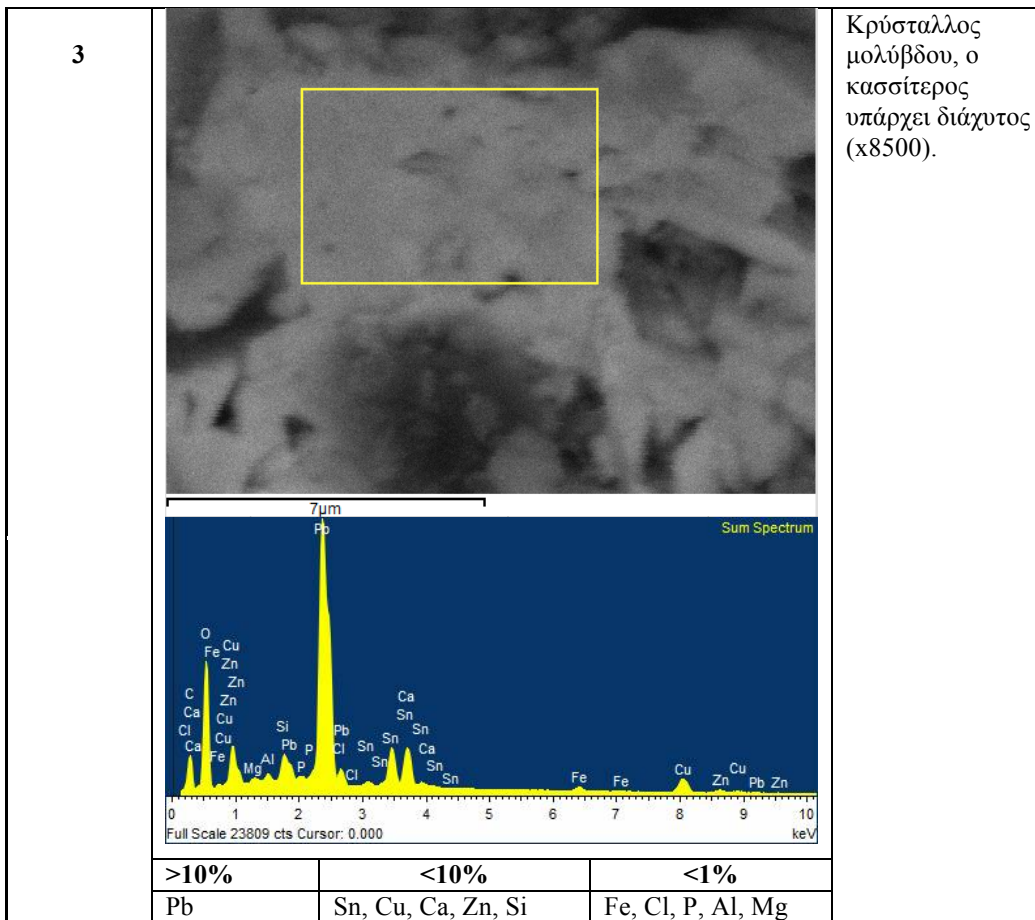 3
Κρύσταλλος
μολύβδου, ο
κασσίτερος
υπάρχει διάχυτος
(x8500).
7μm
Pb
Sum Spectrum
O
Fe Cu
Zn
C Zn
Ca Zn
Cl Cu
Ca Cu
Fe
Mg Al
Si
Pb
P P
Pb
Cl
Cl
Sn
Sn
Sn
Ca
Sn Sn
Ca
Sn
Sn
Fe Fe
Cu
Zn Cu
Pb Zn
0 1 2 3 4 5 6 7 8 9 10
Full Scale 23809 cts Cursor: 0.000 keV
>10% <10% <1%
Pb Sn, Cu, Ca, Zn, Si Fe, Cl, P, Al, Mg